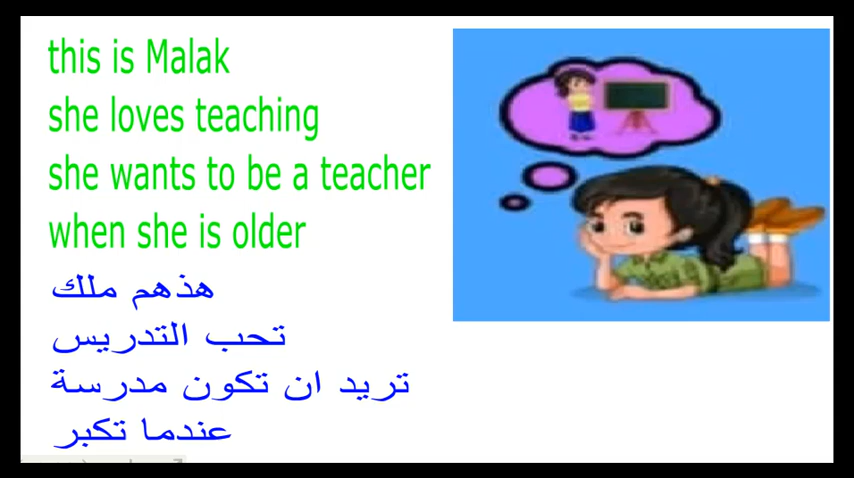 this is Malak
she loves teaching
she wants to be a teacher
when she is older
هذهم ملك
تحب التدريس
تريد ان تكون مدرسة
عندما تكبر